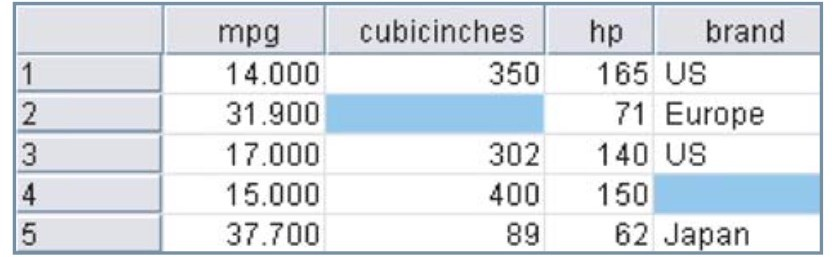 mpg cubicinches hp brand
1 14.000 350 165 US
2 31.900 71 Europe
3 17.000 302 140 US
4 15.000 400 150
5 37.700 89 62 Japan